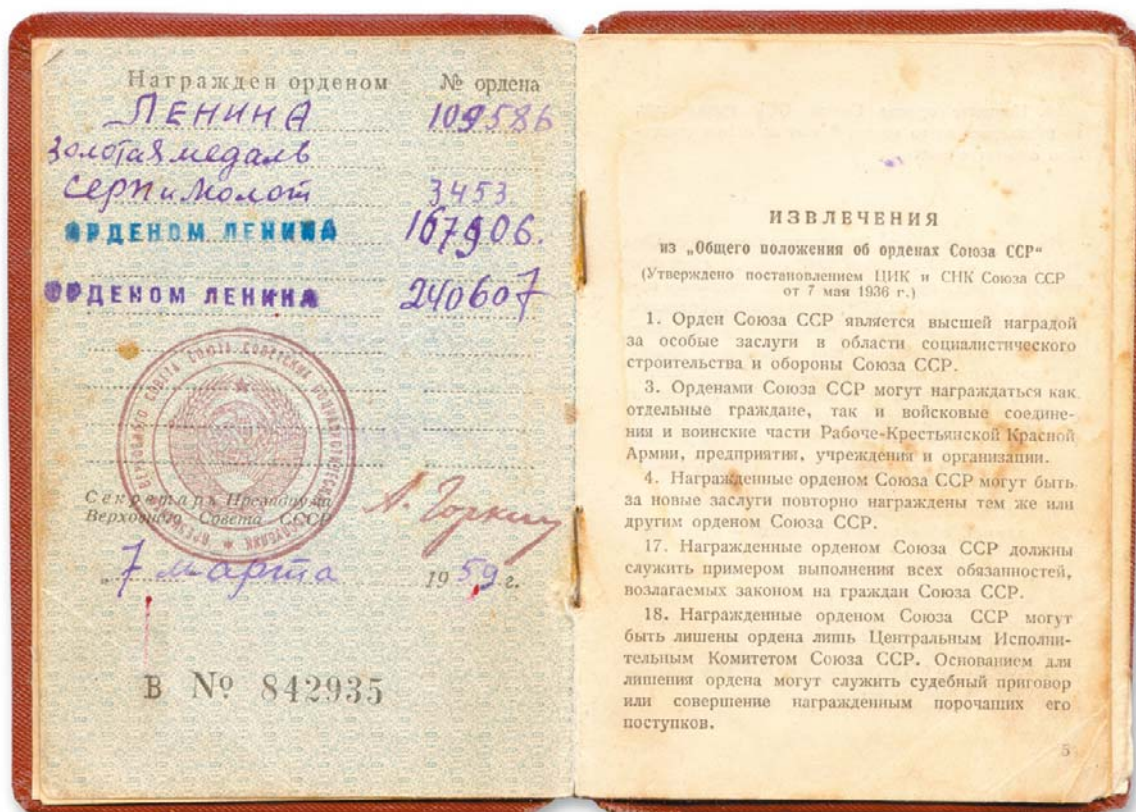 Награжден орденом № ордена
ЛЕНИНА 109586
Золотая медаль
Серп и Молот 3453
ОРДЕНОМ ЛЕНИНА 167906.
ОРДЕНОМ ЛЕНИНА 240607
ВЕРХОВНОГО СОВЕТА СОЮЗА СОВЕТСКИХ СОЦИАЛИСТИЧЕСКИХ
Секретарь Президиума
Верховного Совета СССР А. Горкин
„7 марта 1959 г.
В № 842935
ИЗВЛЕЧЕНИЯ
из „Общего положения об орденах Союза ССР“
(Утверждено постановлением ЦИК и СНК Союза ССР
от 7 мая 1936 г.)
1. Орден Союза ССР является высшей наградой
за особые заслуги в области социалистического
строительства и обороны Союза ССР.
3. Орденами Союза ССР могут награждаться как
отдельные граждане, так и войсковые соедине-
ния и воинские части Рабоче-Крестьянской Красной
Армии, предприятия, учреждения и организации.
4. Награжденные орденом Союза ССР могут быть
за новые заслуги повторно награждены тем же или
другим орденом Союза ССР.
17. Награжденные орденом Союза ССР должны
служить примером выполнения всех обязанностей,
возлагаемых законом на граждан Союза ССР.
18. Награжденные орденом Союза ССР могут
быть лишены ордена лишь Центральным Исполни-
тельным Комитетом Союза ССР. Основанием для
лишения ордена могут служить судебный приговор
или совершение награжденным порочащих его
поступков.
5